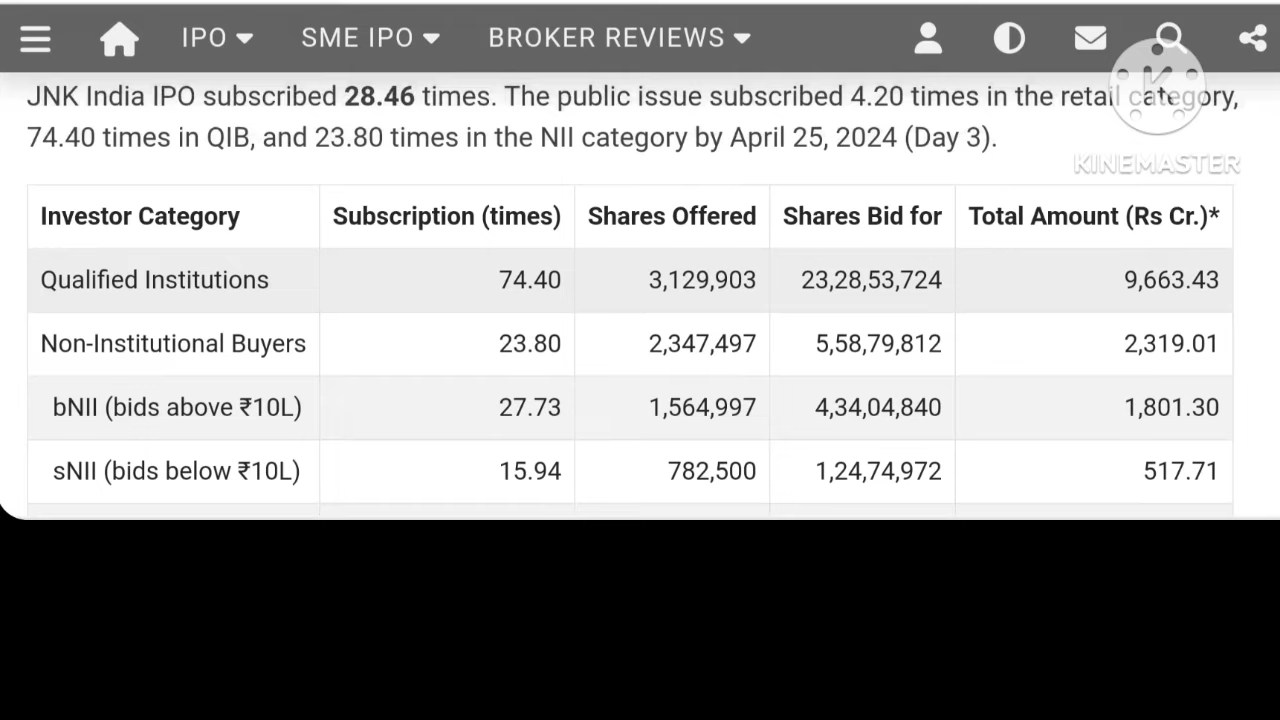 IPO SME IPO BROKER REVIEWS
JNK India IPO subscribed 28.46 times. The public issue subscribed 4.20 times in the retail category,
74.40 times in QIB, and 23.80 times in the NII category by April 25, 2024 (Day 3).
KINEMASTER
Investor Category Subscription (times) Shares Offered Shares Bid for Total Amount (Rs Cr.)*
Qualified Institutions 74.40 3,129,903 23,28,53,724 9,663.43
Non-Institutional Buyers 23.80 2,347,497 5,58,79,812 2,319.01
bNII (bids above ₹10L) 27.73 1,564,997 4,34,04,840 1,801.30
sNII (bids below ₹10L) 15.94 782,500 1,24,74,972 517.71